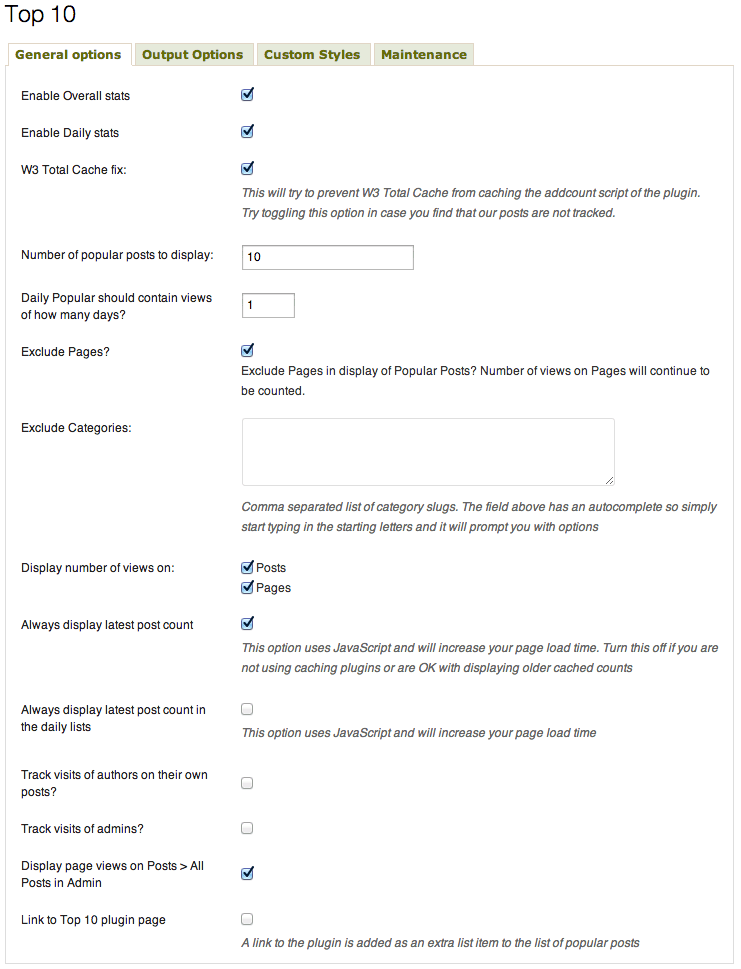 Top 10
General options
Output Options
Custom Styles
Maintenance
Enable Overall stats
Enable Daily stats
W3 Total Cache fix:
This will try to prevent W3 Total Cache from caching the addcount script of the plugin.
Try toggling this option in case you find that our posts are not tracked.
Number of popular posts to display:
10
Daily Popular should contain views
of how many days?
1
Exclude Pages?
Exclude Pages in display of Popular Posts? Number of views on Pages will continue to
be counted.
Exclude Categories:
Comma separated list of category slugs. The field above has an autocomplete so simply
start typing in the starting letters and it will prompt you with options
Display number of views on:
Posts
Pages
Always display latest post count
This option uses JavaScript and will increase your page load time. Turn this off if you are
not using caching plugins or are OK with displaying older cached counts
Always display latest post count in
the daily lists
This option uses JavaScript and will increase your page load time
Track visits of authors on their own
posts?
Track visits of admins?
Display page views on Posts > All
Posts in Admin
Link to Top 10 plugin page
A link to the plugin is added as an extra list item to the list of popular posts